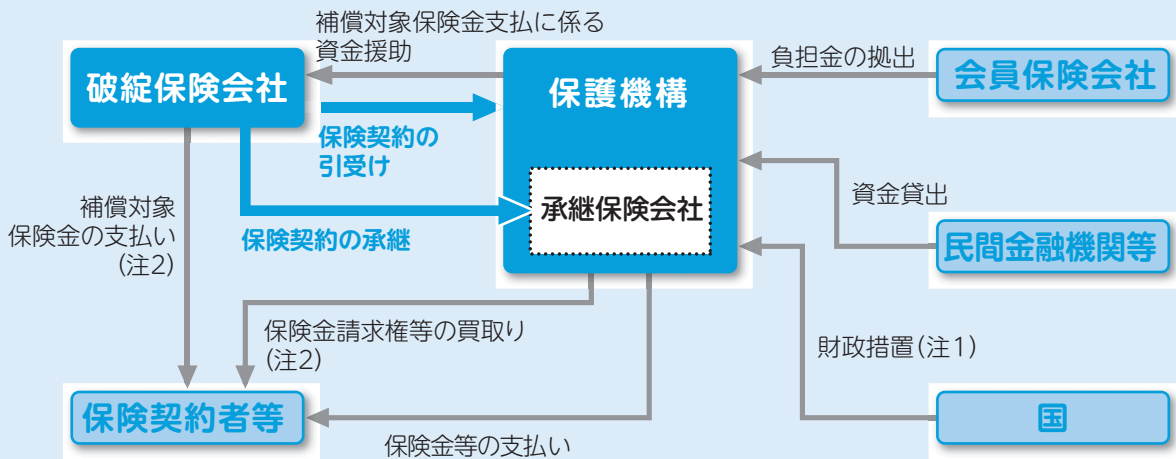 補償対象保険金支払に係る
資金援助
破綻保険会社
保護機構
負担金の拠出
会員保険会社
保険契約の
引受け
承継保険会社
資金貸出
補償対象
保険金の支払い
(注2)
保険契約の承継
民間金融機関等
保険金請求権等の買取り
(注2)
財政措置(注1)
保険契約者等
国
保険金等の支払い